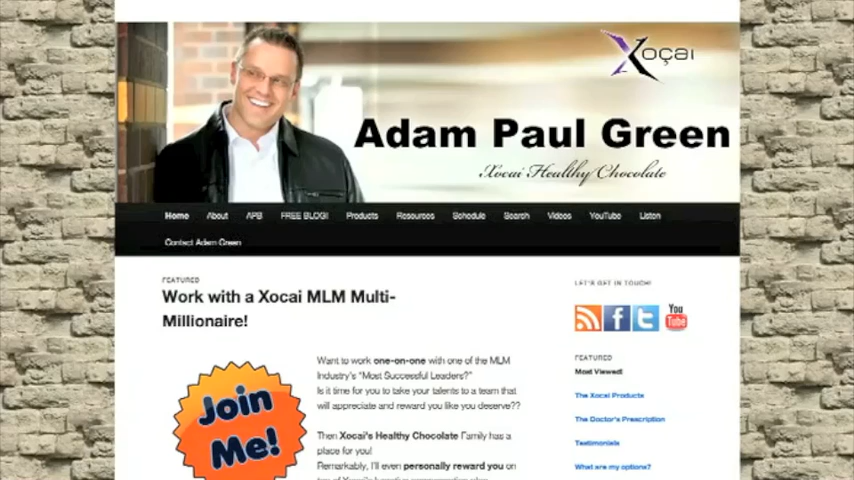 Xoçai
Adam Paul Green
Xocai Healthy Chocolate
Home About APB FREE BLOG! Products Resources Schedule Search Videos YouTube Listen
Contact Adam Green
FEATURED
Work with a Xocai MLM Multi-
Millionaire!
Join
Me!
Want to work one-on-one with one of the MLM
Industry's "Most Successful Leaders?"
Is it time for you to take your talents to a team that
will appreciate and reward you like you deserve??
Then Xocai's Healthy Chocolate Family has a
place for you!
Remarkably, I'll even personally reward you on
LET'S GET IN TOUCH!
You
Tube
FEATURED
Most Viewed!
The Xocai Products
The Doctor's Prescription
Testimonials
What are my options?